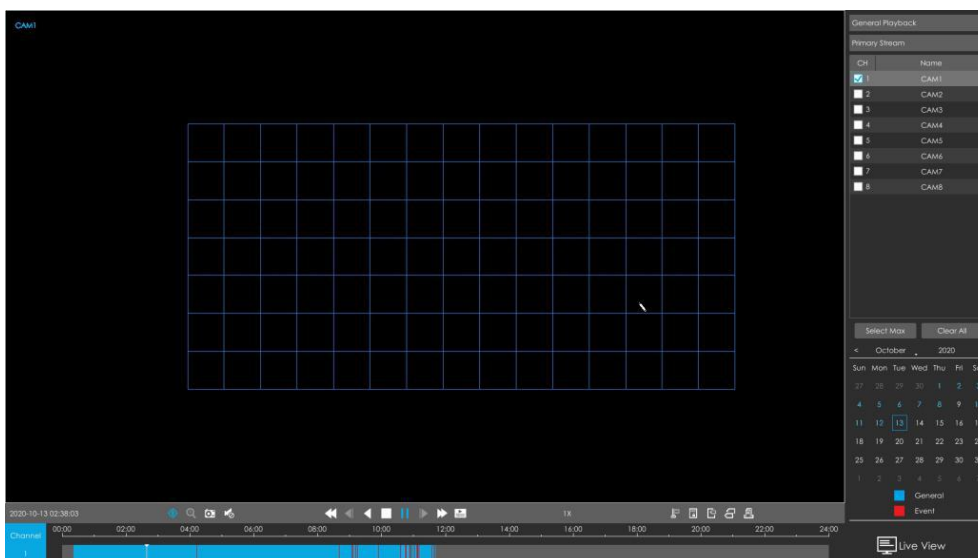 CAM1
General Playback
Primary Stream
CH Name
1 CAM1
2 CAM2
3 CAM3
4 CAM4
5 CAM5
6 CAM6
7 CAM7
8 CAM8
Select Max Clear All
< October 2020
Sun Mon Tue Wed Thu Fri
27 28 29 30 1 2
4 5 6 7 8 9
11 12 13 14 15 16
18 19 20 21 22 23
25 26 27 28 29 30
1 2 3 4 5 6
General
Event
2020-10-13 02:38:03 1X
Channel 00:00 02:00 04:00 06:00 08:00 10:00 12:00 14:00 16:00 18:00 20:00 22:00 24:00
1
Live View